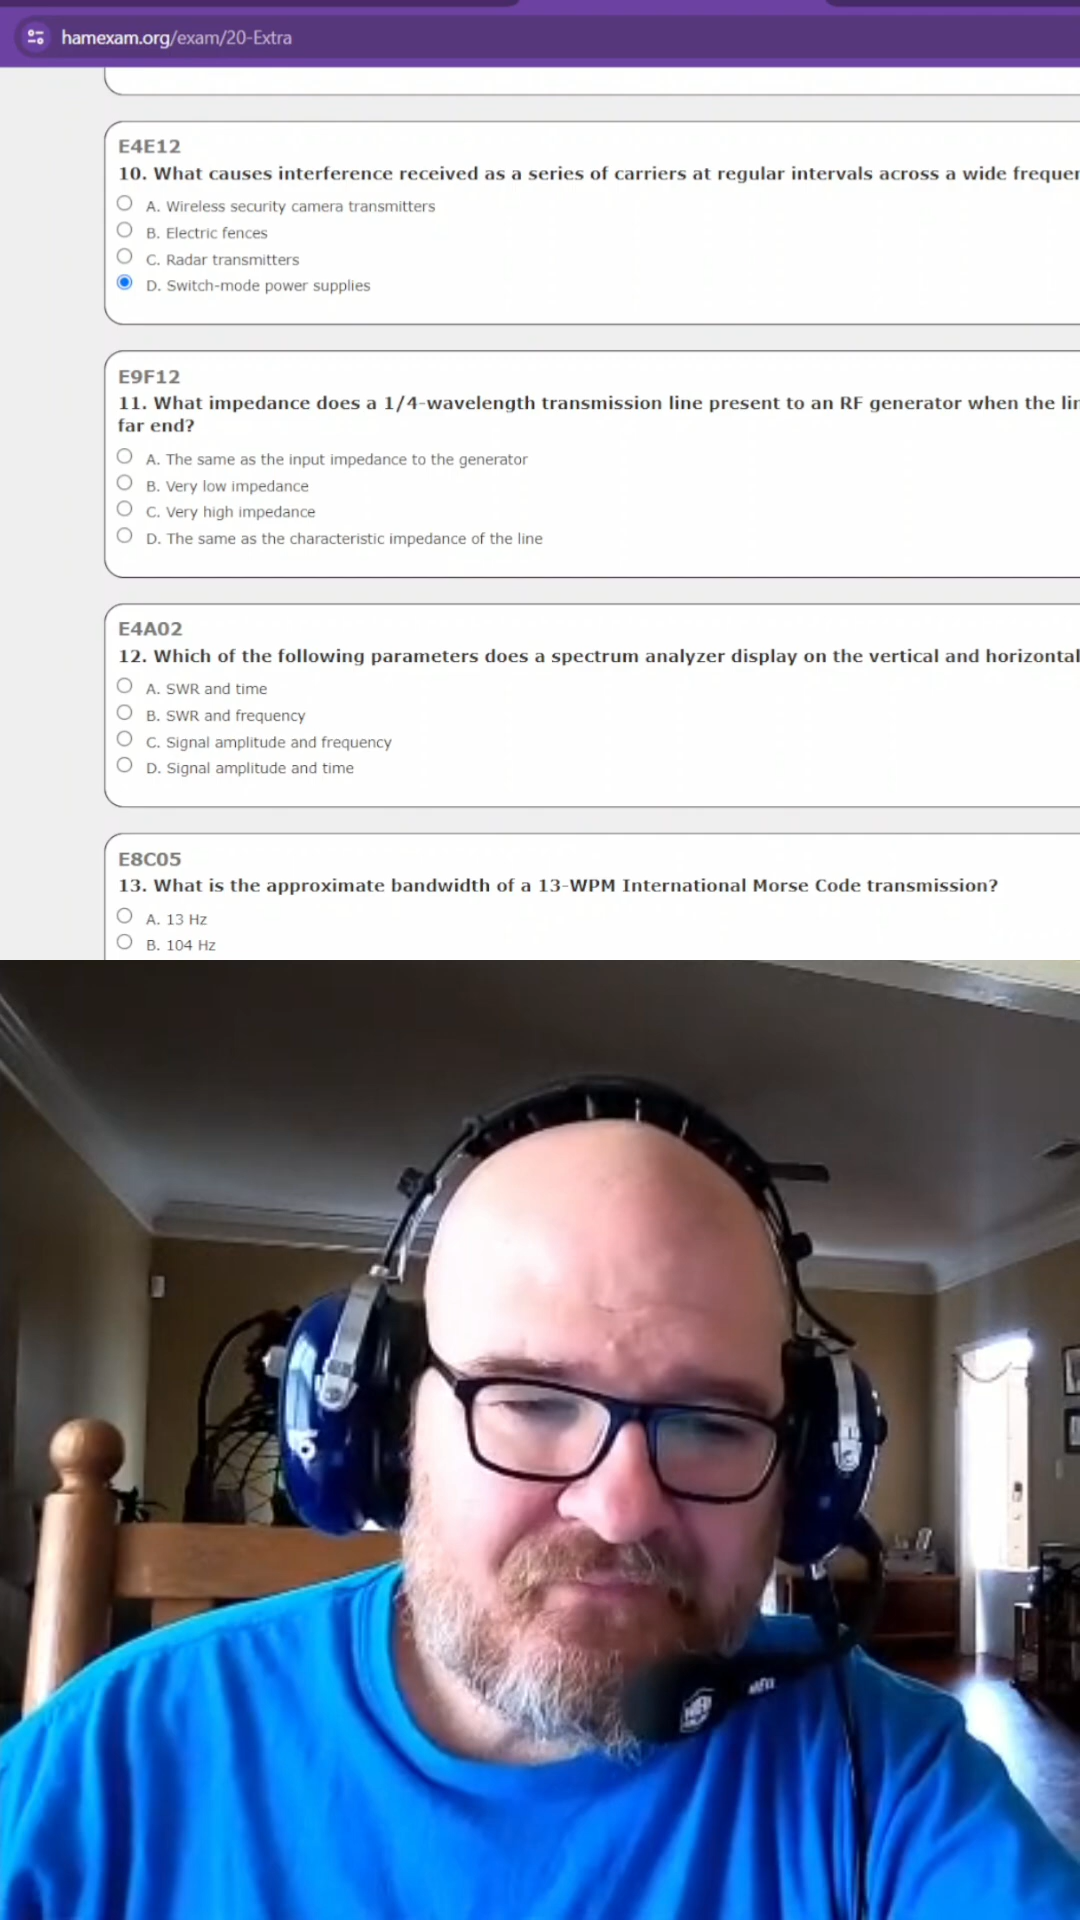 hamexam.org/exam/20-Extra
E4E12
10. What causes interference received as a series of carriers at regular intervals across a wide
A. Wireless security camera transmitters
B. Electric fences
C. Radar transmitters
D. Switch-mode power supplies
E9F12
11. What impedance does a 1/4-wavelength transmission line present to an RF generator when the
far end?
A. The same as the input impedance to the generator
B. Very low impedance
C. Very high impedance
D. The same as the characteristic impedance of the line
E4A02
12. Which of the following parameters does a spectrum analyzer display on the vertical and horizontal
A. SWR and time
B. SWR and frequency
C. Signal amplitude and frequency
D. Signal amplitude and time
E8C05
13. What is the approximate bandwidth of a 13-WPM International Morse Code transmission?
A. 13 Hz
B. 104 Hz